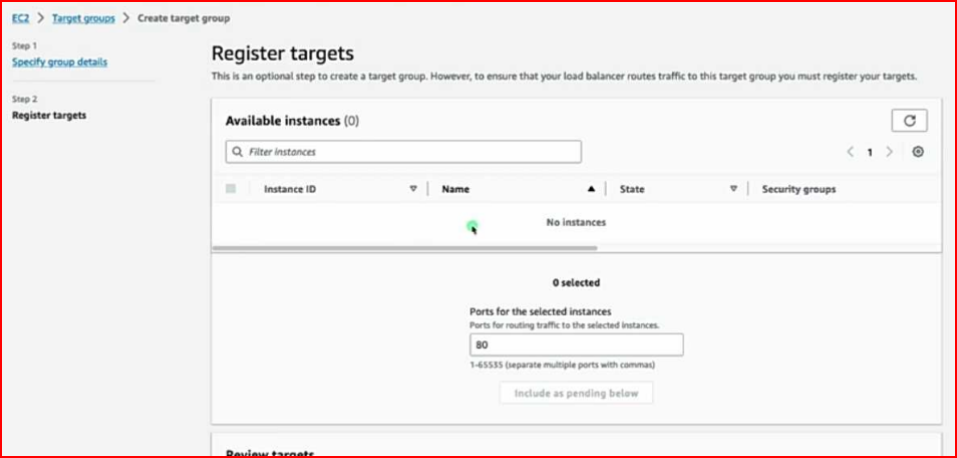 EC2 > Target groups > Create target group
Step 1
Specify group details
Step 2
Register targets
Register targets
This is an optional step to create a target group. However, to ensure that your load balancer routes traffic to this target group you must register your targets.
Available instances (0)
Filter instances
< 1 >
Instance ID Name State Security groups
No instances
0 selected
Ports for the selected instances
Ports for routing traffic to the selected instances.
80
1-65535 (separate multiple ports with commas)
Include as pending below
Review targets